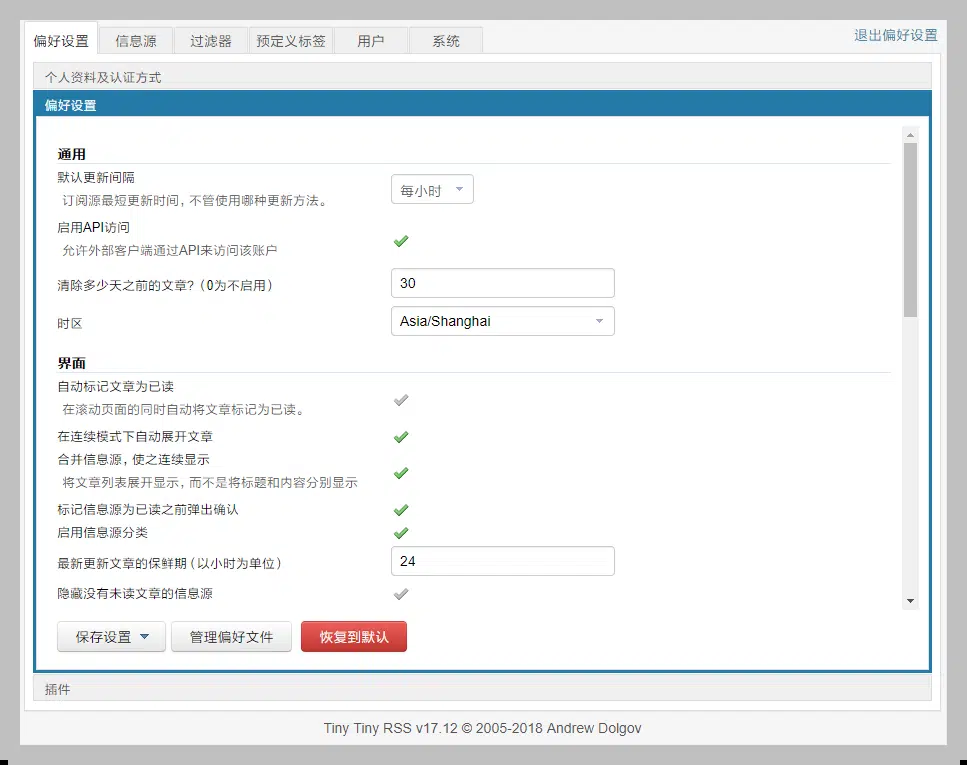 偏好设置 信息源 过滤器 预定义标签 用户 系统 退出偏好设置
个人资料及认证方式
偏好设置
通用
默认更新间隔
订阅源最短更新时间，不管使用哪种更新方法。
每小时
启用API访问
允许外部客户端通过API来访问该账户
清除多少天之前的文章?（0为不启用） 30
时区 Asia/Shanghai
界面
自动标记文章为已读
在滚动页面的同时自动将文章标记为已读。
在连续模式下自动展开文章
合并信息源，使之连续显示
将文章列表展开显示，而不是将标题和内容分别显示
标记信息源为已读之前弹出确认
启用信息源分类
最新更新文章的保鲜期（以小时为单位） 24
隐藏没有未读文章的信息源
保存设置 管理偏好文件 恢复到默认
插件
Tiny Tiny RSS v17.12 © 2005-2018 Andrew Dolgov